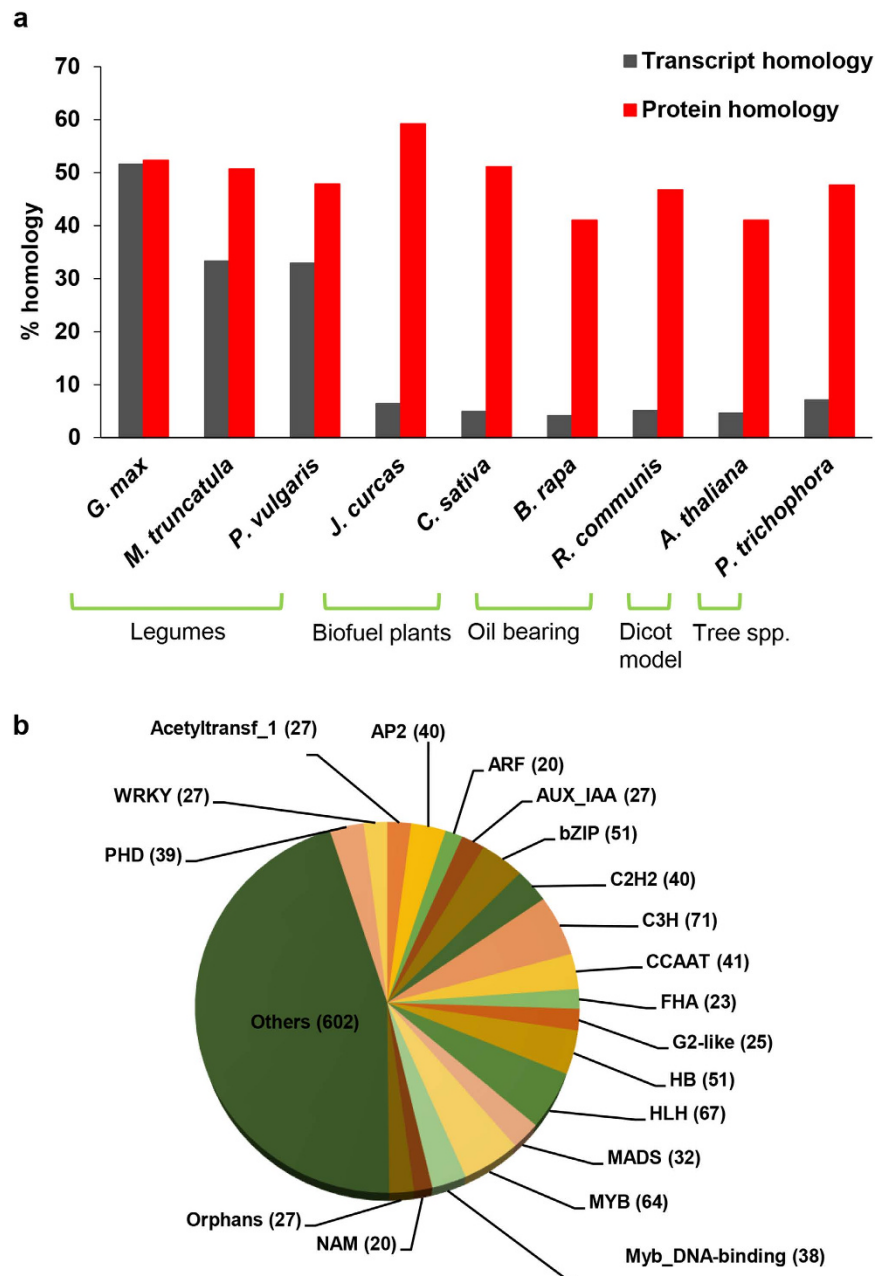 a
70
60
50
40
30
20
10
0
% homology
Transcript homology
Protein homology
G. max
M. truncatula
P. vulgaris
J. curcas
C. sativa
B. rapa
R. communis
A. thaliana
P. trichophora
Legumes
Biofuel plants
Oil bearing
Dicot
model
Tree spp.
b
Acetyltransf_1 (27)
AP2 (40)
ARF (20)
AUX_IAA (27)
bZIP (51)
C2H2 (40)
C3H (71)
CCAAT (41)
FHA (23)
G2-like (25)
HB (51)
HLH (67)
MADS (32)
MYB (64)
Myb_DNA-binding (38)
NAM (20)
Orphans (27)
Others (602)
PHD (39)
WRKY (27)